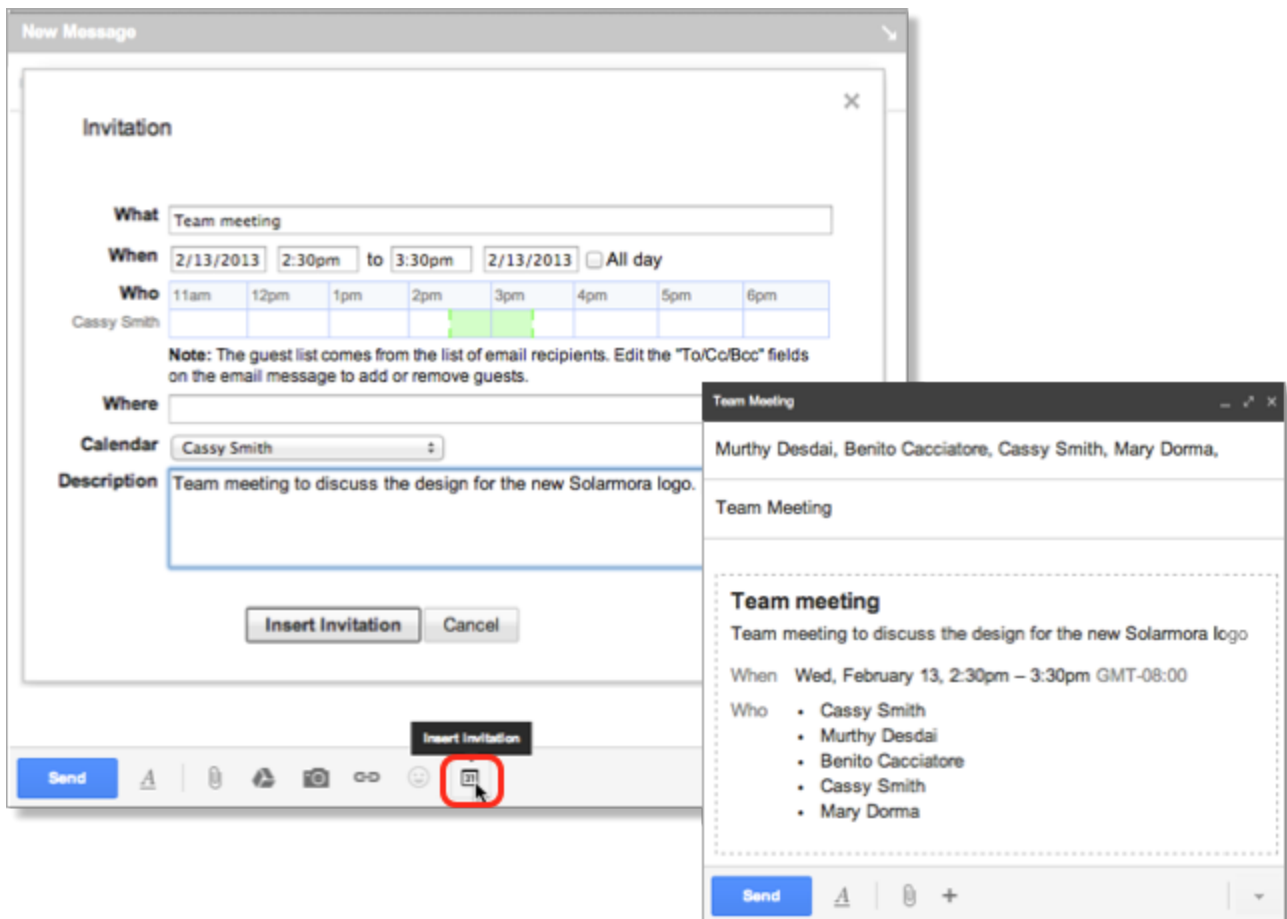 New Message
Invitation
What Team meeting
When 2/13/2013 2:30pm to 3:30pm 2/13/2013 All day
Who 11am 12pm 1pm 2pm 3pm 4pm 5pm 6pm
Cassy Smith
Note: The guest list comes from the list of email recipients. Edit the "To/Cc/Bcc" fields
on the email message to add or remove guests.
Where
Calendar Cassy Smith
Description Team meeting to discuss the design for the new Solarmora logo.
Insert Invitation Cancel
Insert Invitation
Send A 31
Team Meeting
Murthy Desdai, Benito Cacciatore, Cassy Smith, Mary Dorma,
Team Meeting
Team meeting
Team meeting to discuss the design for the new Solarmora logo
When Wed, February 13, 2:30pm – 3:30pm GMT-08:00
Who • Cassy Smith
• Murthy Desdai
• Benito Cacciatore
• Cassy Smith
• Mary Dorma
Send A